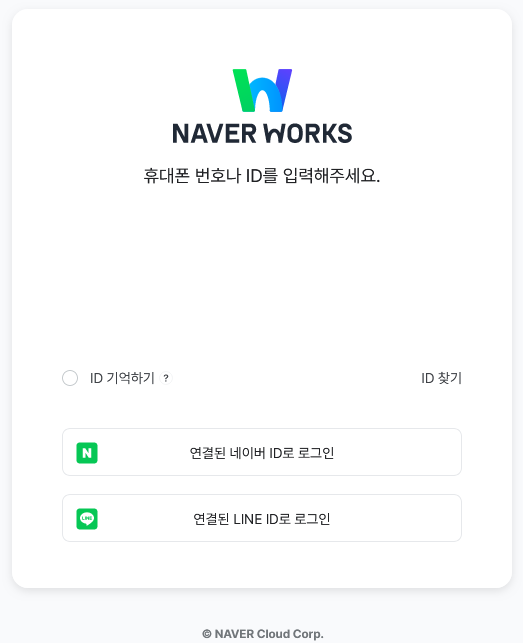 NAVER WORKS
휴대폰 번호나 ID를 입력해주세요.
ID 기억하기 ? ID 찾기
N 연결된 네이버 ID로 로그인
LINE 연결된 LINE ID로 로그인
© NAVER Cloud Corp.